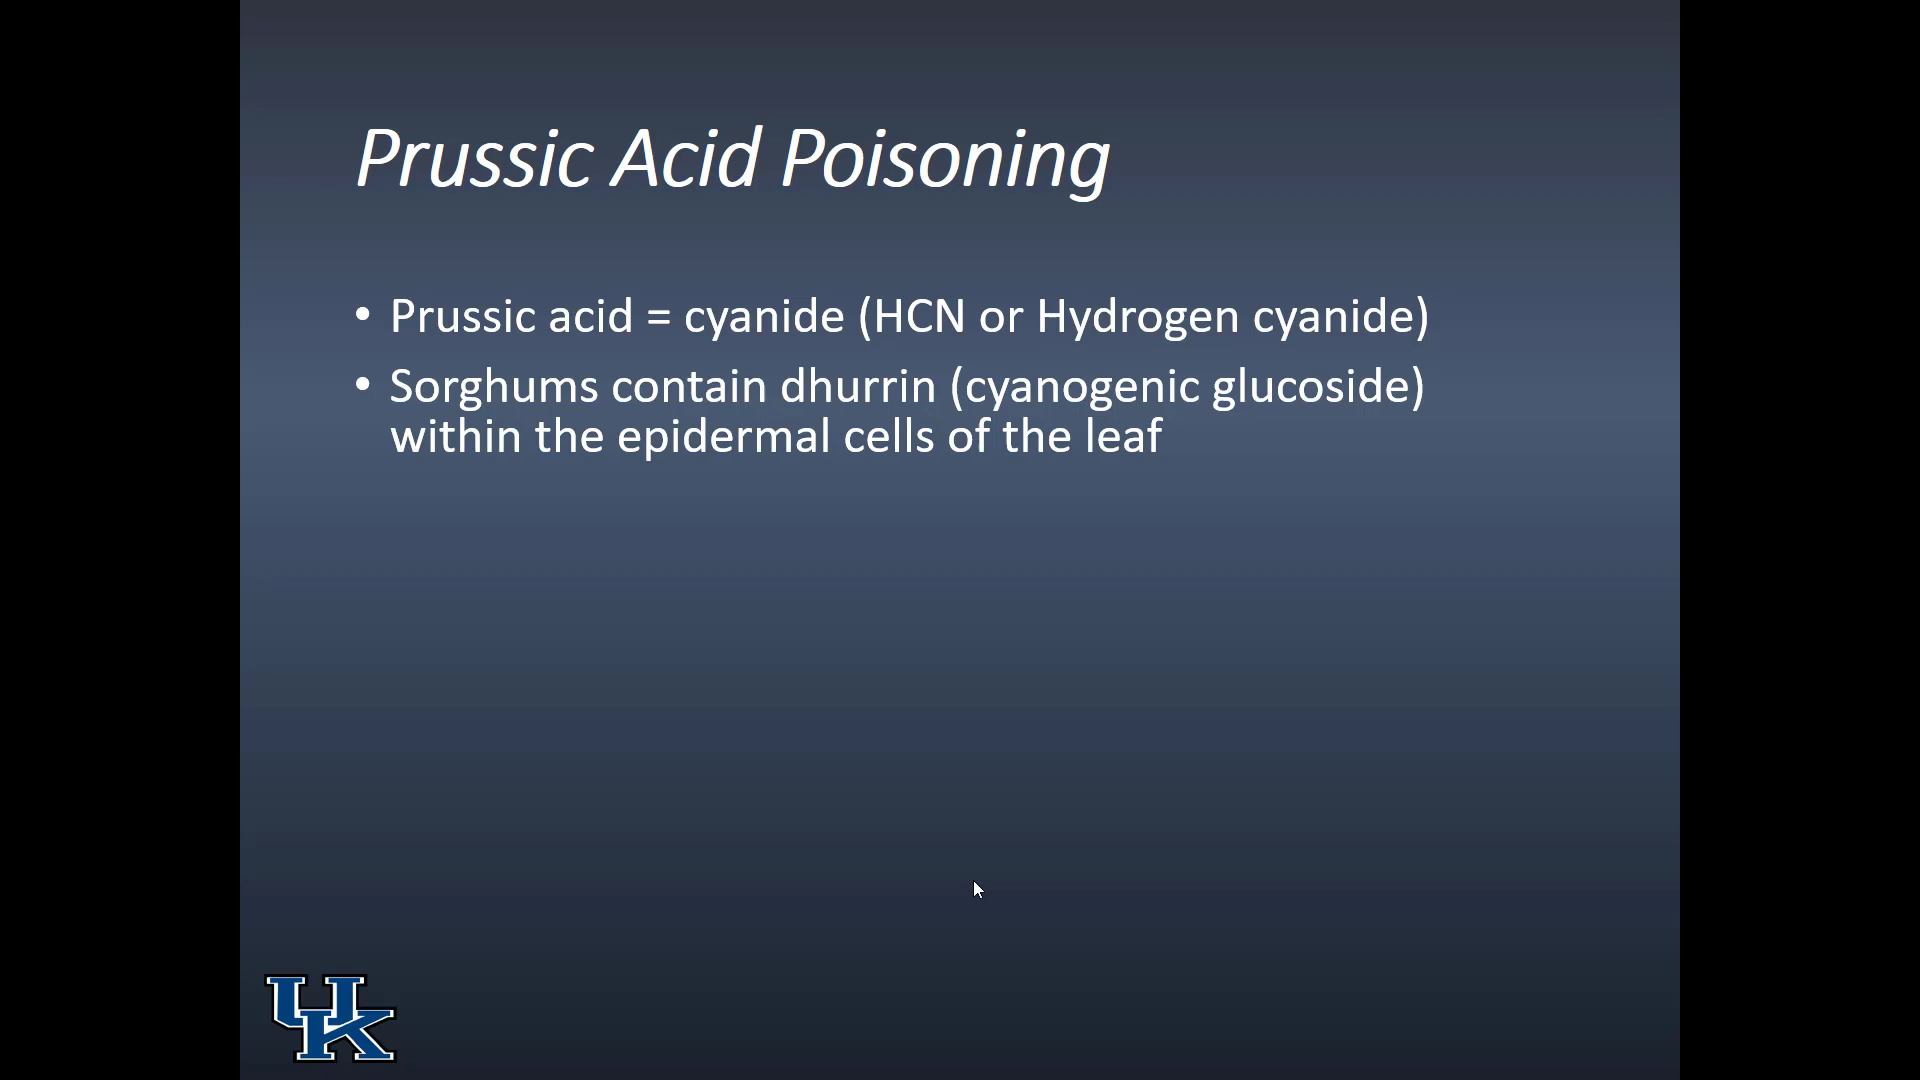 Prussic Acid Poisoning
• Prussic acid = cyanide (HCN or Hydrogen cyanide)
• Sorghums contain dhurrin (cyanogenic glucoside)
within the epidermal cells of the leaf
UK